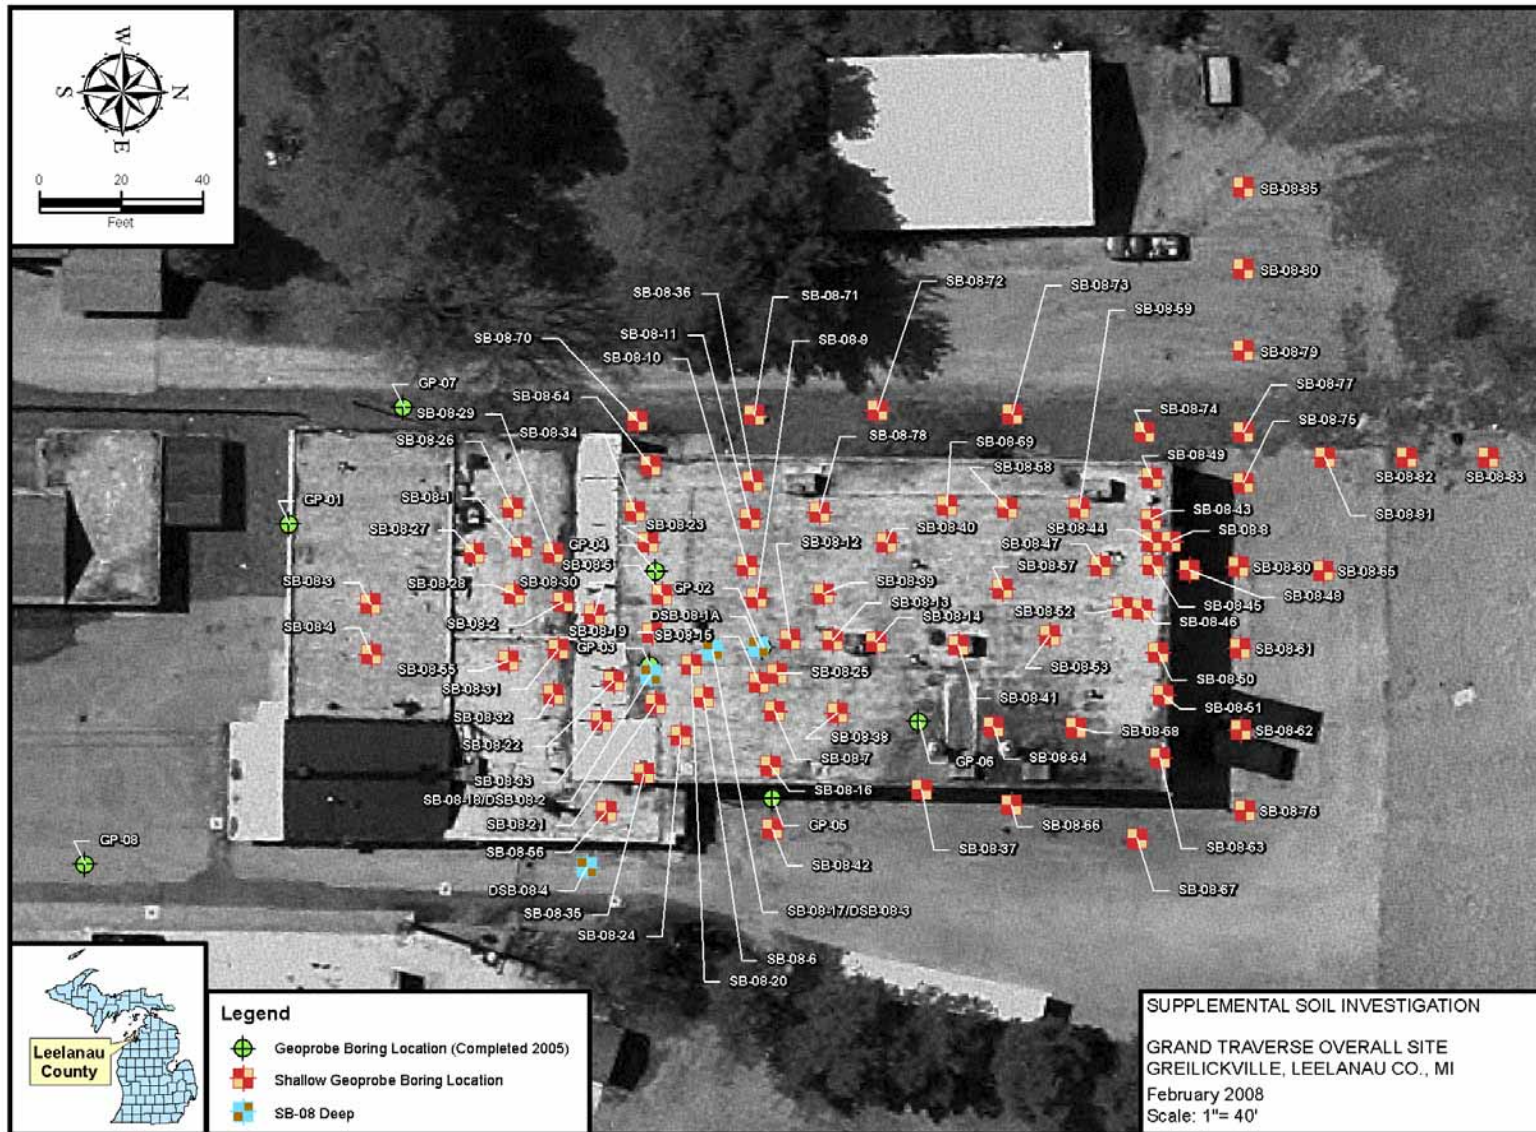 W
S
N
E
0 20 40
Feet
SB-08-85
SB-08-80
SB-08-72
SB-08-73
SB-08-36
SB-08-71
SB-08-59
SB-08-11
SB-08-70
SB-08-9
SB-08-10
SB-08-79
GP-07
SB-08-54
SB-08-77
SB-08-29
SB-08-74
SB-08-75
SB-08-34
SB-08-26
SB-08-78
SB-08-69
SB-08-49
SB-08-58
SB-08-82
SB-08-83
SB-08-1
GP-01
SB-08-43
SB-08-81
SB-08-23
SB-08-27
SB-08-40
SB-08-44
SB-08-8
GP-04
SB-08-12
SB-08-47
SB-08-5
SB-08-57
SB-08-60
SB-08-65
SB-08-3
SB-08-28
SB-08-30
GP-02
SB-08-39
SB-08-48
SB-08-13
SB-08-45
SB-08-52
DSB-08-1A
SB-08-14
SB-08-46
SB-08-2
SB-08-19
SB-08-15
SB-08-4
GP-03
SB-08-61
SB-08-55
SB-08-53
SB-08-25
SB-08-50
SB-08-31
SB-08-41
SB-08-51
SB-08-32
SB-08-62
SB-08-38
SB-08-68
SB-08-22
SB-08-7
GP-06
SB-08-64
SB-08-33
SB-08-16
SB-08-18/DSB-08-2
SB-08-76
SB-08-21
GP-05
SB-08-66
GP-08
SB-08-56
SB-08-37
SB-08-63
SB-08-42
DSB-08-4
SB-08-67
SB-08-35
SB-08-17/DSB-08-3
SB-08-24
SB-08-6
SB-08-20
Leelanau
County
Legend
Geoprobe Boring Location (Completed 2005)
Shallow Geoprobe Boring Location
SB-08 Deep
SUPPLEMENTAL SOIL INVESTIGATION
GRAND TRAVERSE OVERALL SITE
GREILICKVILLE, LEELANAU CO., MI
February 2008
Scale: 1"= 40'